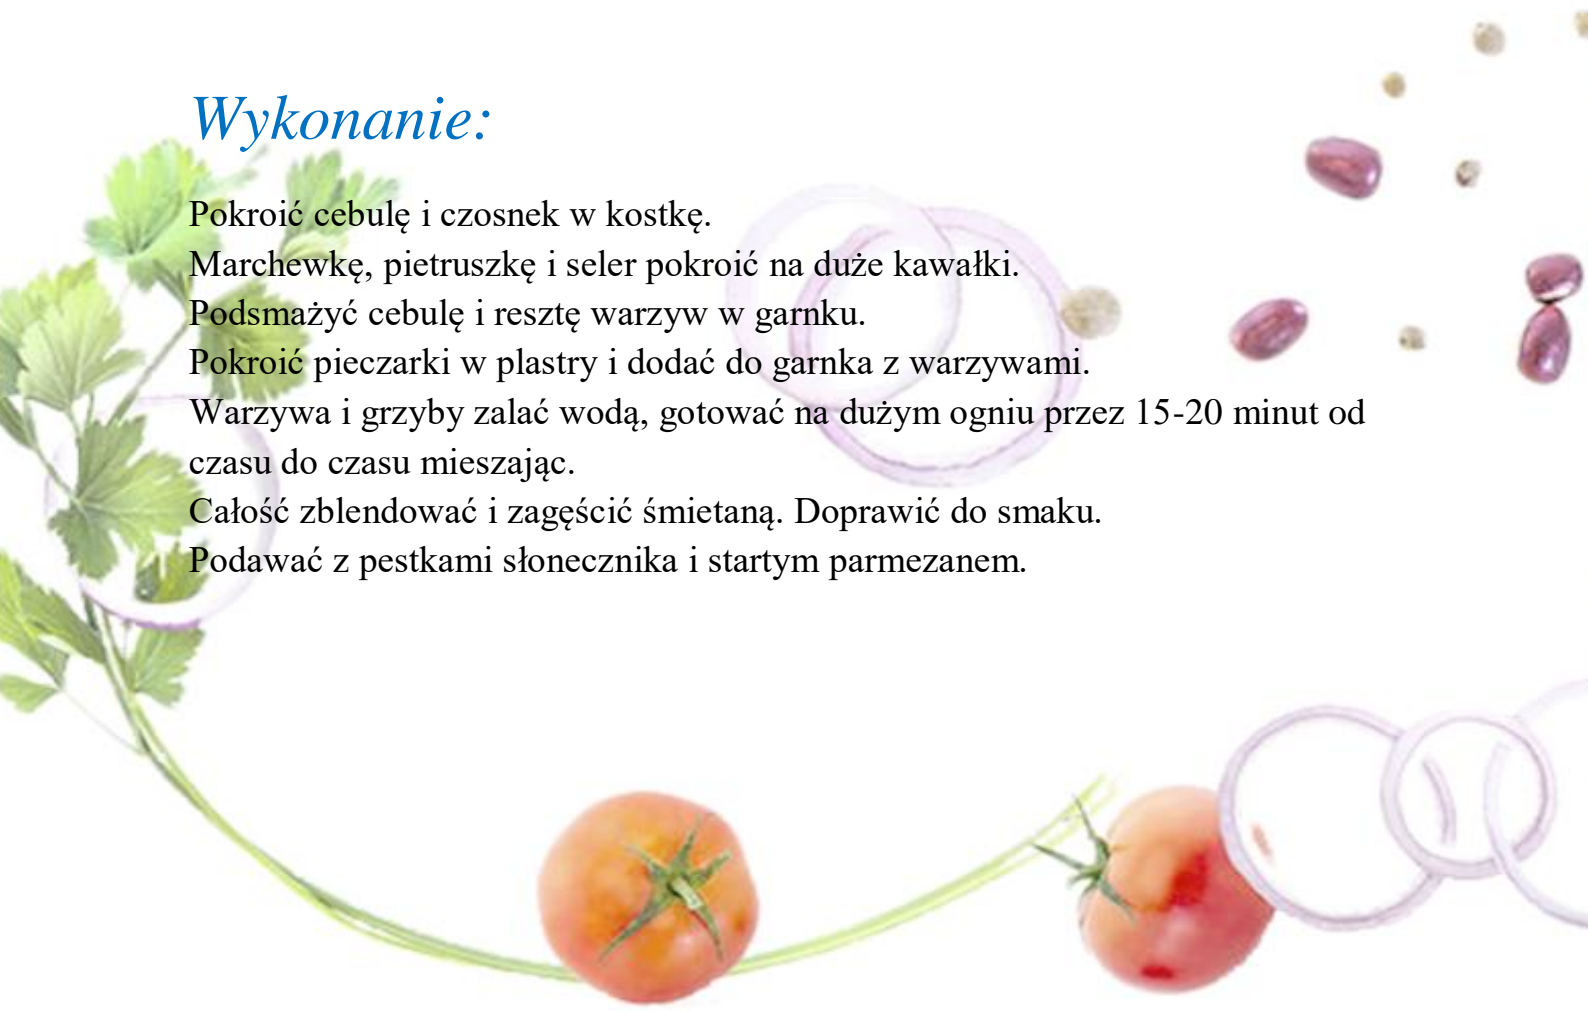 Wykonanie:
Pokroić cebulę i czosnek w kostkę.
Marchewkę, pietruszkę i seler pokroić na duże kawałki.
Podsmażyć cebulę i resztę warzyw w garnku.
Pokroić pieczarki w plastry i dodać do garnka z warzywami.
Warzywa i grzyby zalać wodą, gotować na dużym ogniu przez 15-20 minut od
czasu do czasu mieszając.
Całość zblendować i zagęścić śmietaną. Doprawić do smaku.
Podawać z pestkami słonecznika i startym parmezanem.